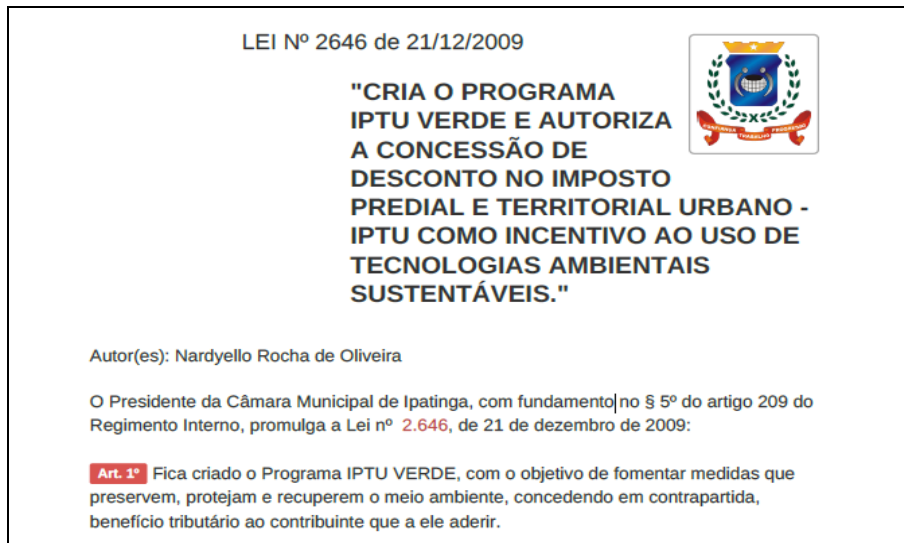 LEI Nº 2646 de 21/12/2009
"CRIA O PROGRAMA
IPTU VERDE E AUTORIZA
A CONCESSÃO DE
DESCONTO NO IMPOSTO
PREDIAL E TERRITORIAL URBANO -
IPTU COMO INCENTIVO AO USO DE
TECNOLOGIAS AMBIENTAIS
SUSTENTÁVEIS."
CONFIANÇA TRABALHO PROGRESSO
Autor(es): Nardyello Rocha de Oliveira
O Presidente da Câmara Municipal de Ipatinga, com fundamento no § 5º do artigo 209 do
Regimento Interno, promulga a Lei nº 2.646, de 21 de dezembro de 2009:
Art. 1º Fica criado o Programa IPTU VERDE, com o objetivo de fomentar medidas que
preservem, protejam e recuperem o meio ambiente, concedendo em contrapartida,
benefício tributário ao contribuinte que a ele aderir.